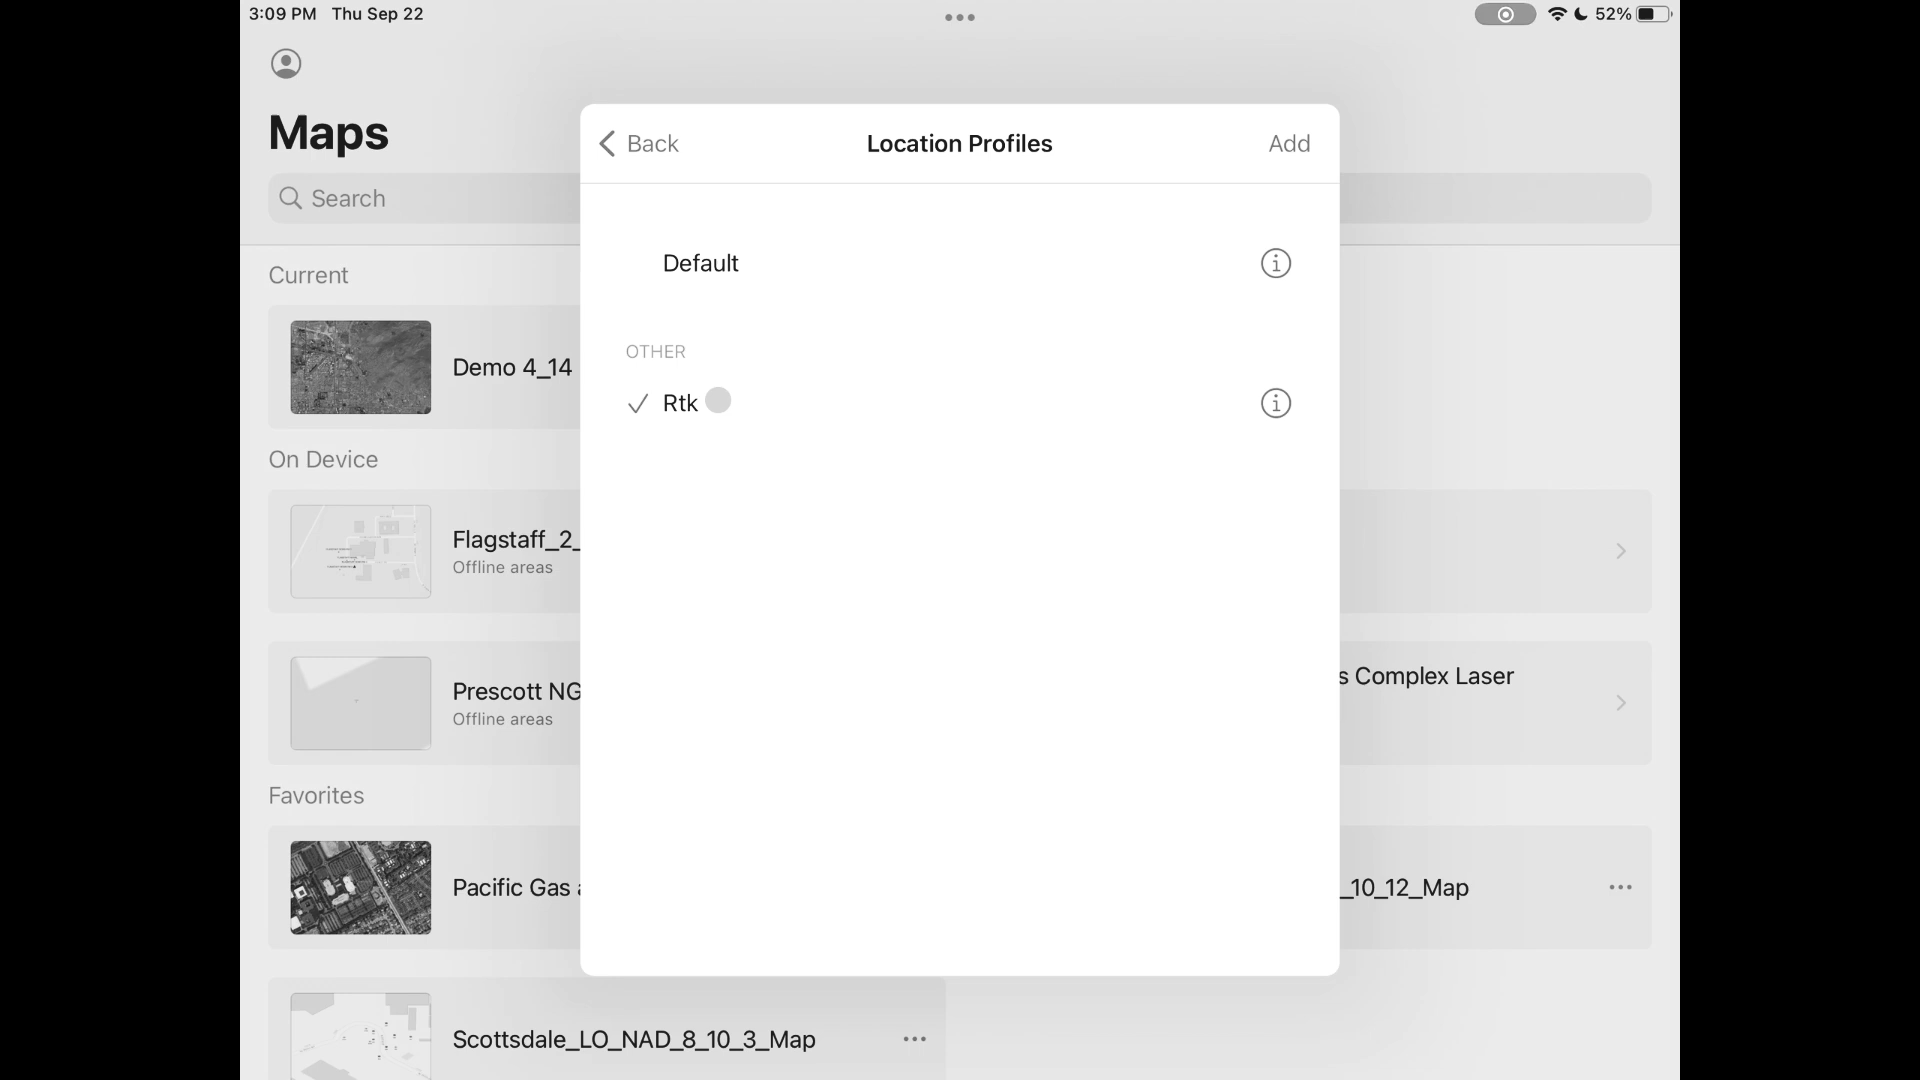 3:09 PM Thu Sep 22
52%
Maps
Search
Back
Location Profiles
Add
Default
OTHER
Rtk
Current
Demo 4_14
On Device
Flagstaff_2_
Offline areas
Prescott NG
Offline areas
s Complex Laser
Favorites
Pacific Gas
_10_12_Map
Scottsdale_LO_NAD_8_10_3_Map